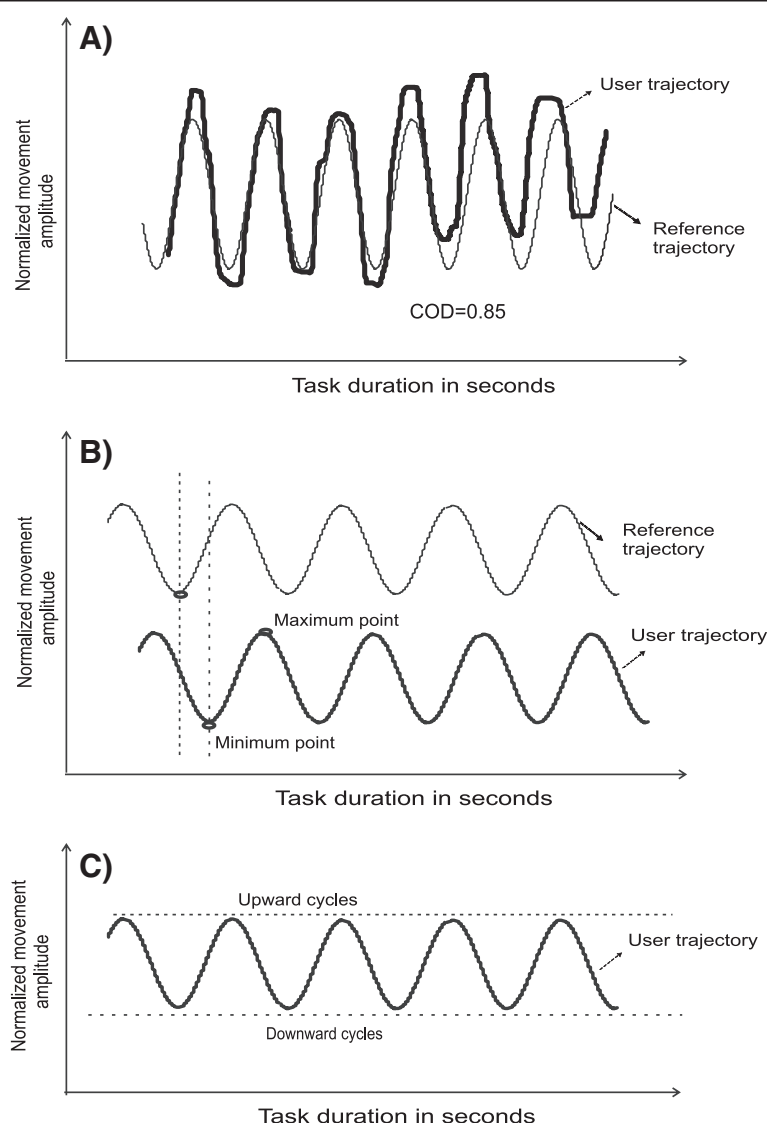 A)
User trajectory
Normalized movement
amplitude
Reference
trajectory
COD=0.85
Task duration in seconds
B)
Reference
trajectory
Normalized movement
amplitude
Maximum point
User trajectory
Minimum point
Task duration in seconds
C)
Upward cycles
Normalized movement
amplitude
User trajectory
Downward cycles
Task duration in seconds